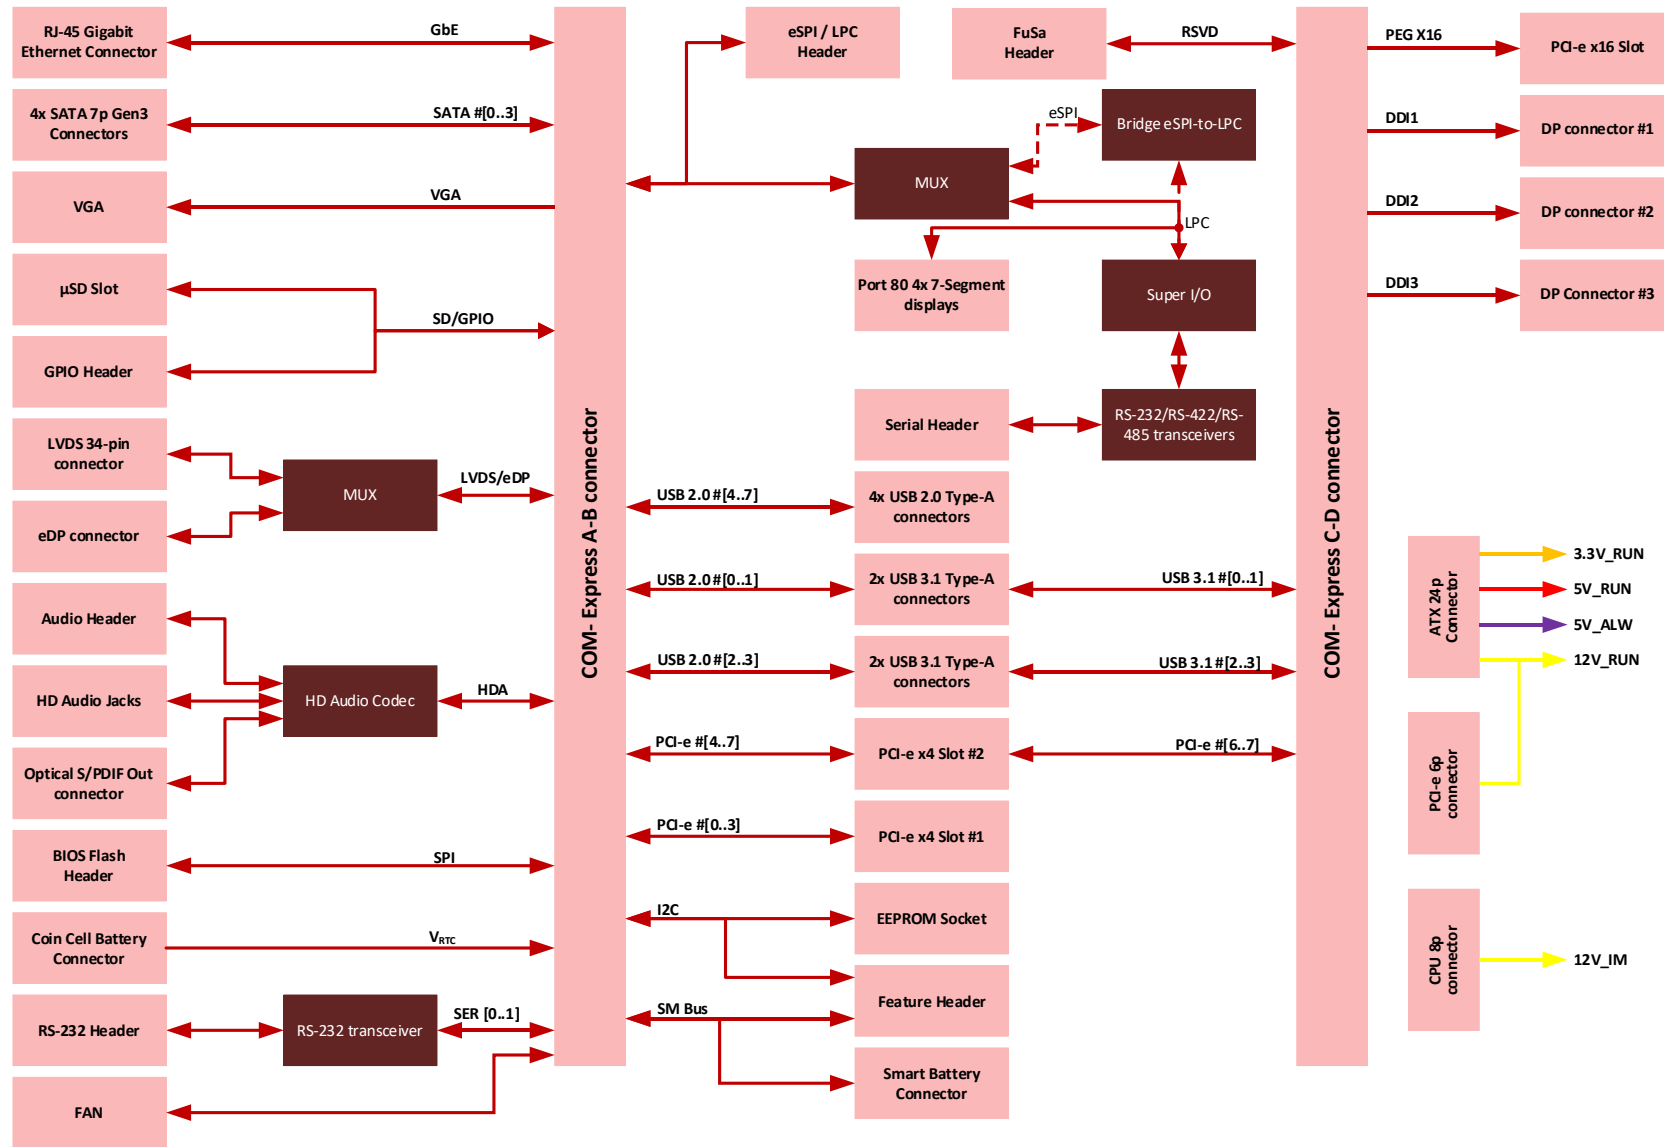 RJ-45 Gigabit
Ethernet Connector
GbE
4x SATA 7p Gen3
Connectors
SATA #[0..3]
VGA
VGA
µSD Slot
SD/GPIO
GPIO Header
LVDS 34-pin
connector
MUX
LVDS/eDP
eDP connector
Audio Header
HD Audio Jacks
HD Audio Codec
HDA
Optical S/PDIF Out
connector
BIOS Flash
Header
SPI
Coin Cell Battery
Connector
VRTC
RS-232 Header
RS-232 transceiver
SER [0..1]
FAN
COM- Express A-B connector
eSPI / LPC
Header
FuSa
Header
RSVD
eSPI
Bridge eSPI-to-LPC
MUX
LPC
Port 80 4x 7-Segment
displays
Super I/O
Serial Header
RS-232/RS-422/RS-
485 transceivers
USB 2.0 #[4..7]
4x USB 2.0 Type-A
connectors
USB 2.0 #[0..1]
2x USB 3.1 Type-A
connectors
USB 3.1 #[0..1]
USB 2.0 #[2..3]
2x USB 3.1 Type-A
connectors
USB 3.1 #[2..3]
PCI-e #[4..7]
PCI-e x4 Slot #2
PCI-e #[6..7]
PCI-e #[0..3]
PCI-e x4 Slot #1
I2C
EEPROM Socket
Feature Header
SM Bus
Smart Battery
Connector
COM- Express C-D connector
PEG X16
PCI-e x16 Slot
DDI1
DP connector #1
DDI2
DP connector #2
DDI3
DP Connector #3
ATX 24p
Connector
3.3V_RUN
5V_RUN
5V_ALW
12V_RUN
PCI-e 6p
connector
CPU 8p
connector
12V_IM